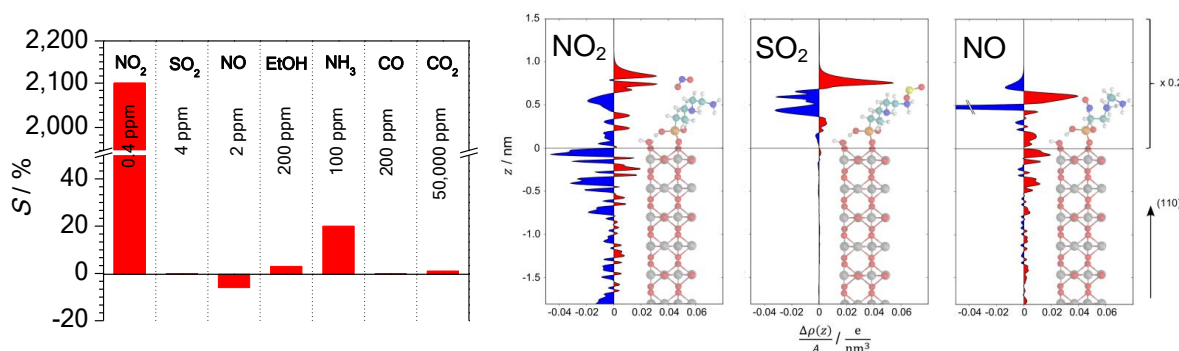 2,200
2,100
2,000
40
20
0
-20
S / %
NO2 SO2 NO EtOH NH3 CO CO2
0.4 ppm
4 ppm
2 ppm
200 ppm
100 ppm
200 ppm
50,000 ppm
NO2
SO2
NO
1.5
1.0
0.5
0
-0.5
-1.0
-1.5
z / nm
-0.04 -0.02 0 0.02 0.04 0.06
-0.04 -0.02 0 0.02 0.04 0.06
-0.04 -0.02 0 0.02 0.04 0.06
Δρ(z)/A / e/nm³
x 0.2
(110)